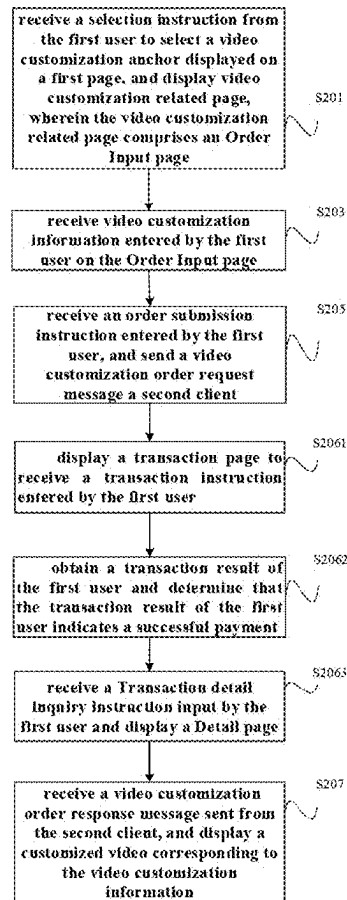 receive a selection instruction from
the first user to select a video
customization anchor displayed on
a first page, and display video
customization related page,
wherein the video customization
related page comprises an Order
Input page
S201
receive video customization
information entered by the first
user on the Order Input page
S203
receive an order submission
instruction entered by the first
user, and send a video
customization order request
message a second client
S205
display a transaction page to
receive a transaction instruction
entered by the first user
S2061
obtain a transaction result of
the first user and determine that
the transaction result of the first
user indicates a successful payment
S2062
receive a Transaction detail
Inquiry instruction input by the
first user and display a Detail page
S2063
receive a video customization
order response message sent from
the second client, and display a
customized video corresponding to
the video customization
information
S207